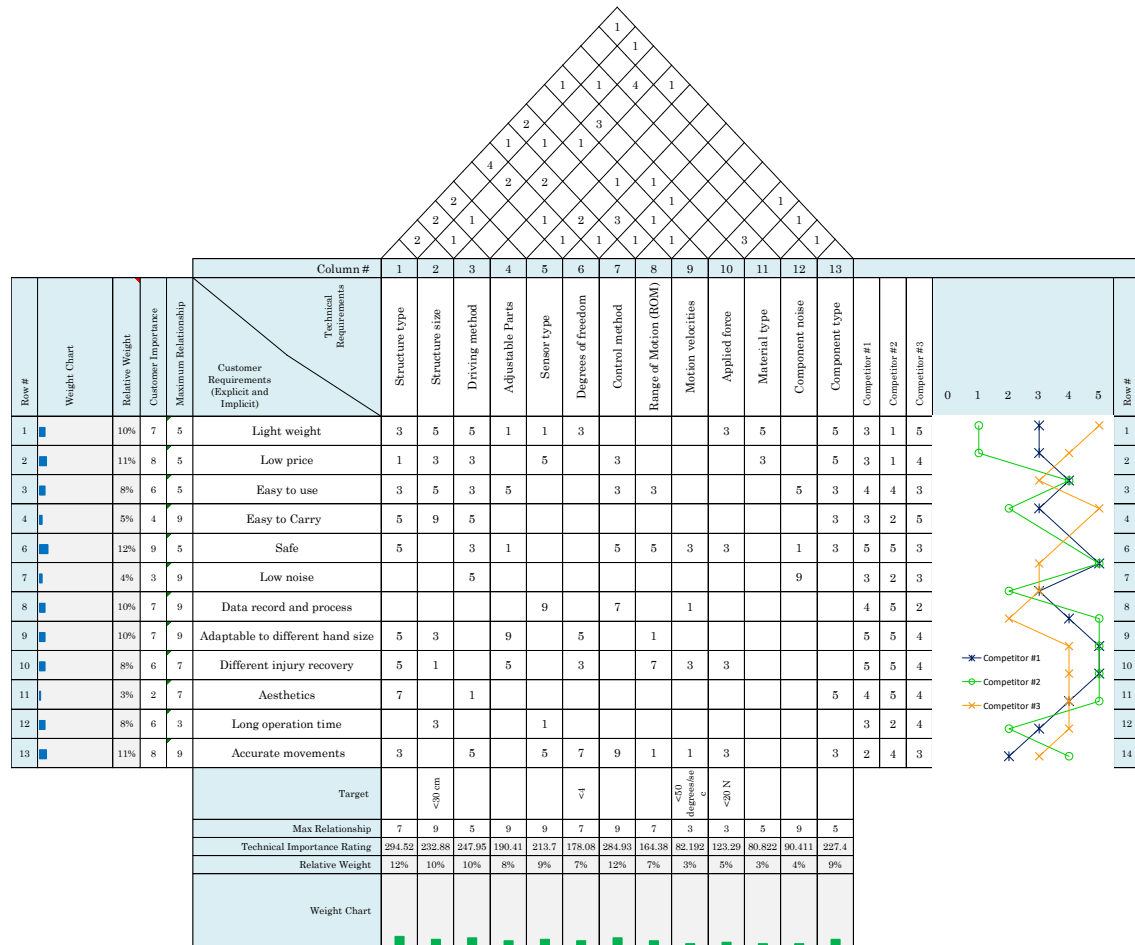 1
1
1 1 4 1
2 3
1 1 1
4
2 2 1 1
2 1 1
2 1 1 2 3 1 1
2 1 1 1 1 1 3 1
Column # 1 2 3 4 5 6 7 8 9 10 11 12 13
Row #
Weight Chart
Relative Weight
Customer Importance
Maximum Relationship
Technical
Requirements
Customer
Requirements
(Explicit and
Implicit)
Structure type
Structure size
Driving method
Adjustable Parts
Sensor type
Degrees of freedom
Control method
Range of Motion (ROM)
Motion velocities
Applied force
Material type
Component noise
Component type
Competitor #1
Competitor #2
Competitor #3
0 1 2 3 4 5
Row #
1 10% 7 5 Light weight 3 5 5 1 1 3 3 5 5 3 1 5 1
2 11% 8 5 Low price 1 3 3 5 3 3 5 3 1 4 2
3 8% 6 5 Easy to use 3 5 3 5 3 3 5 3 4 4 3 3
4 5% 4 9 Easy to Carry 5 9 5 3 3 2 5 4
6 12% 9 5 Safe 5 3 1 5 5 3 3 1 3 5 5 3 6
7 4% 3 9 Low noise 5 9 3 2 3 7
8 10% 7 9 Data record and process 9 7 1 4 5 2 8
9 10% 7 9 Adaptable to different hand size 5 3 9 5 1 5 5 4 9
10 8% 6 7 Different injury recovery 5 1 5 3 7 3 3 5 5 4 10
11 3% 2 7 Aesthetics 7 1 5 4 5 4 11
12 8% 6 3 Long operation time 3 1 3 2 4 12
13 11% 8 9 Accurate movements 3 5 5 7 9 1 1 3 3 2 4 3 14
Competitor #1
Competitor #2
Competitor #3
Target <30 cm <4 <50 degrees/sec <20 N
Max Relationship 7 9 5 9 9 7 9 7 3 3 5 9 5
Technical Importance Rating 294.52 232.88 247.95 190.41 213.7 178.08 284.93 164.38 82.192 123.29 80.822 90.411 227.4
Relative Weight 12% 10% 10% 8% 9% 7% 12% 7% 3% 5% 3% 4% 9%
Weight Chart